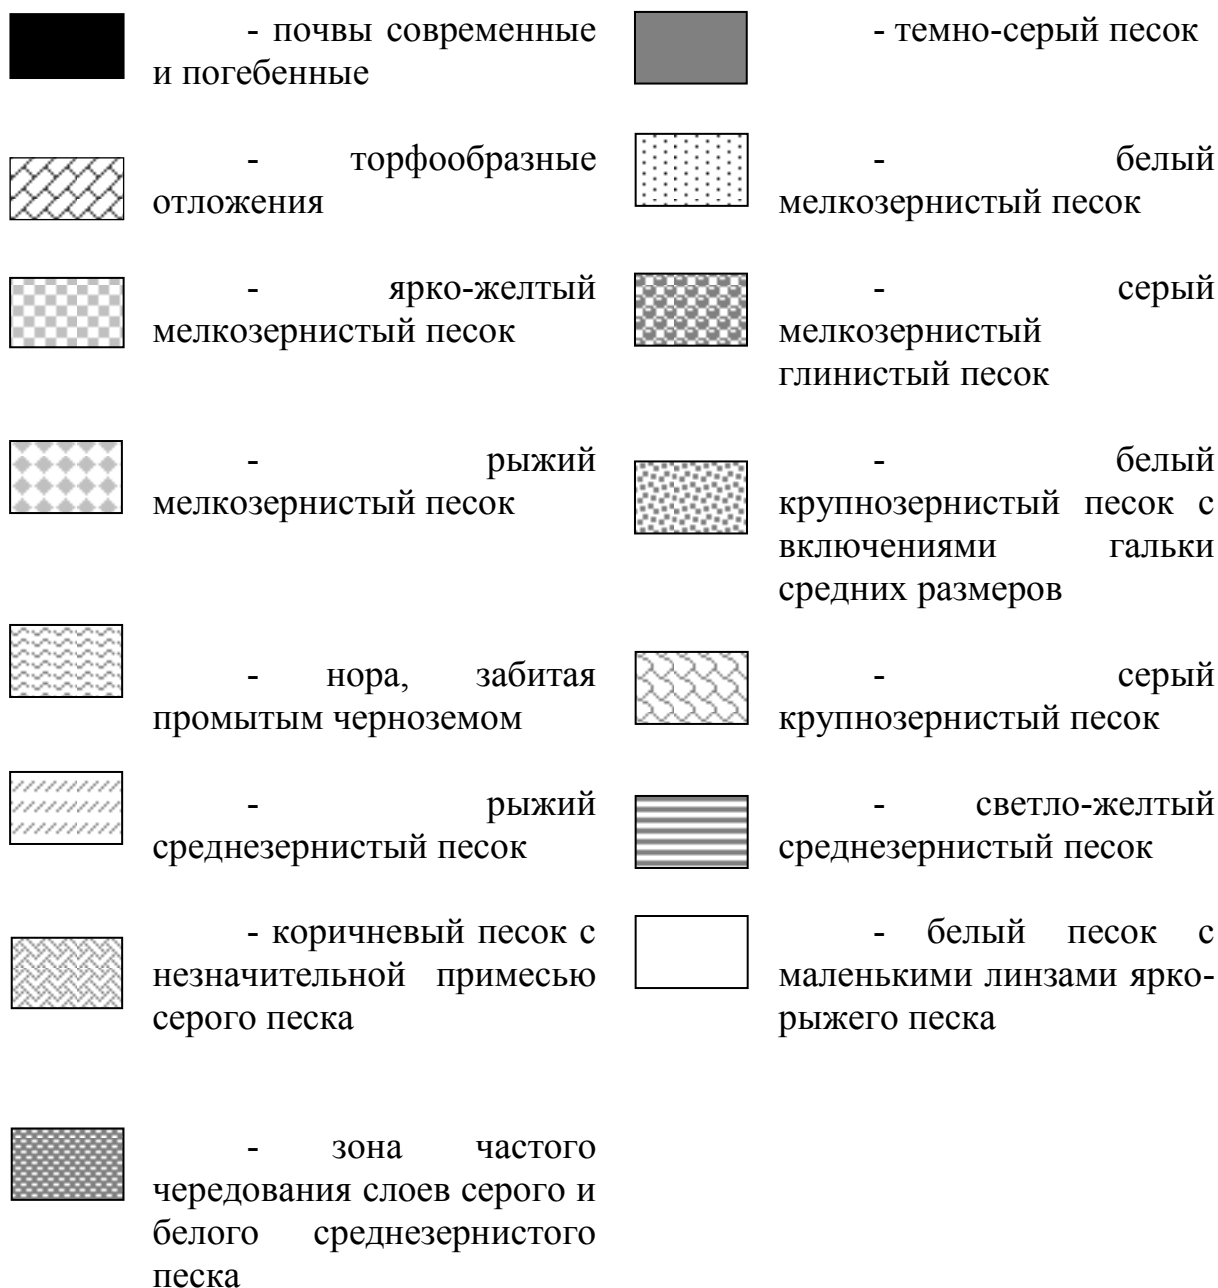 - почвы современные
и погебенные
- торфообразные
отложения
- ярко-желтый
мелкозернистый песок
- рыжий
мелкозернистый песок
- нора, забитая
промытым черноземом
- рыжий
среднезернистый песок
- коричневый песок с
незначительной примесью
серого песка
- зона частого
чередования слоев серого и
белого среднезернистого
песка
- темно-серый песок
- белый
мелкозернистый песок
- серый
мелкозернистый
глинистый песок
- белый
крупнозернистый песок с
включениями гальки
средних размеров
- серый
крупнозернистый песок
- светло-желтый
среднезернистый песок
- белый песок с
маленькими линзами ярко-
рыжего песка